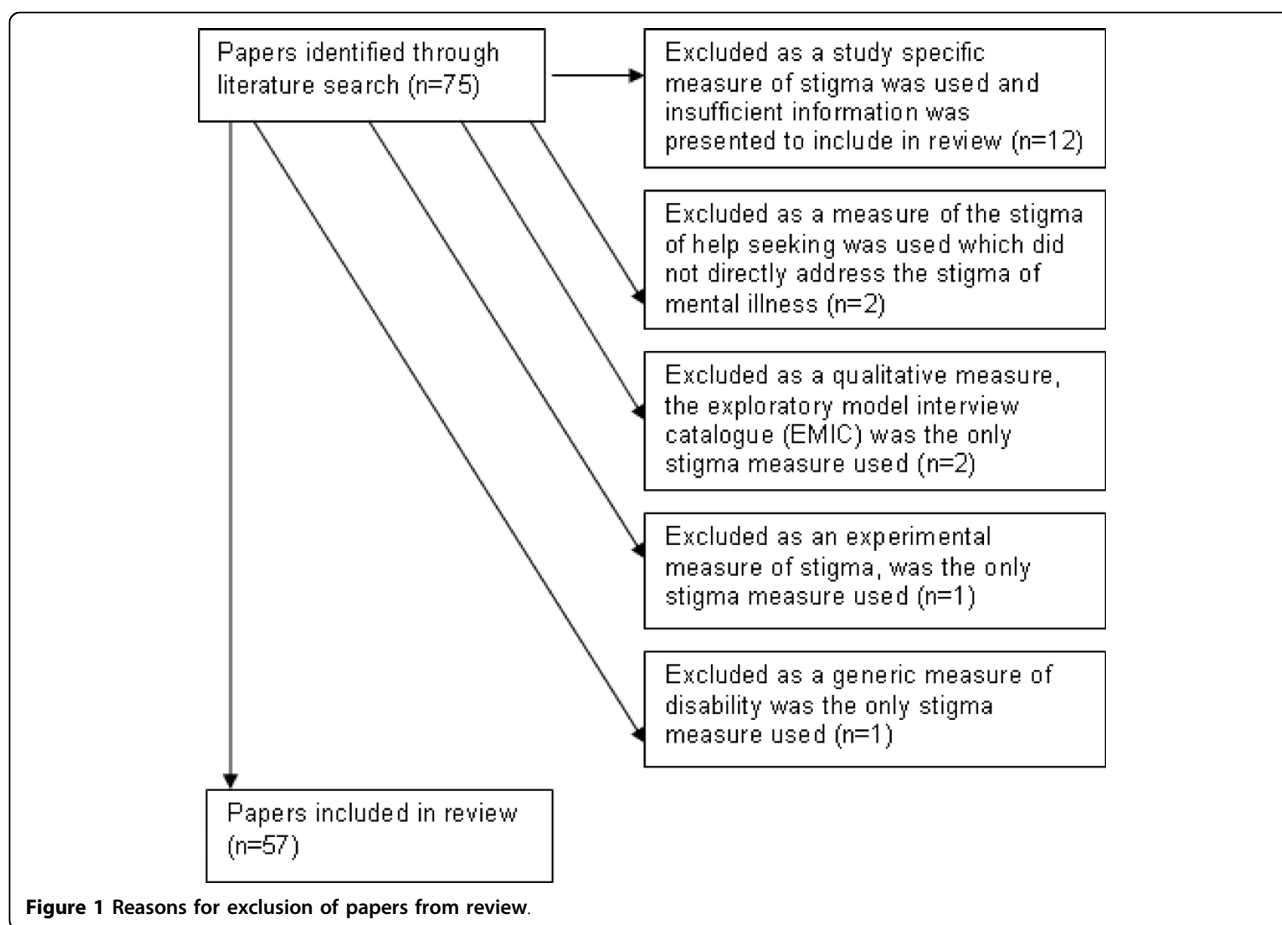 Papers identified through
literature search (n=75)
Excluded as a study specific
measure of stigma was used and
insufficient information was
presented to include in review (n=12)
Excluded as a measure of the stigma
of help seeking was used which did
not directly address the stigma of
mental illness (n=2)
Excluded as a qualitative measure,
the exploratory model interview
catalogue (EMIC) was the only
stigma measure used (n=2)
Excluded as an experimental
measure of stigma, was the only
stigma measure used (n=1)
Excluded as a generic measure of
disability was the only stigma
measure used (n=1)
Papers included in review
(n=57)
Figure 1 Reasons for exclusion of papers from review.